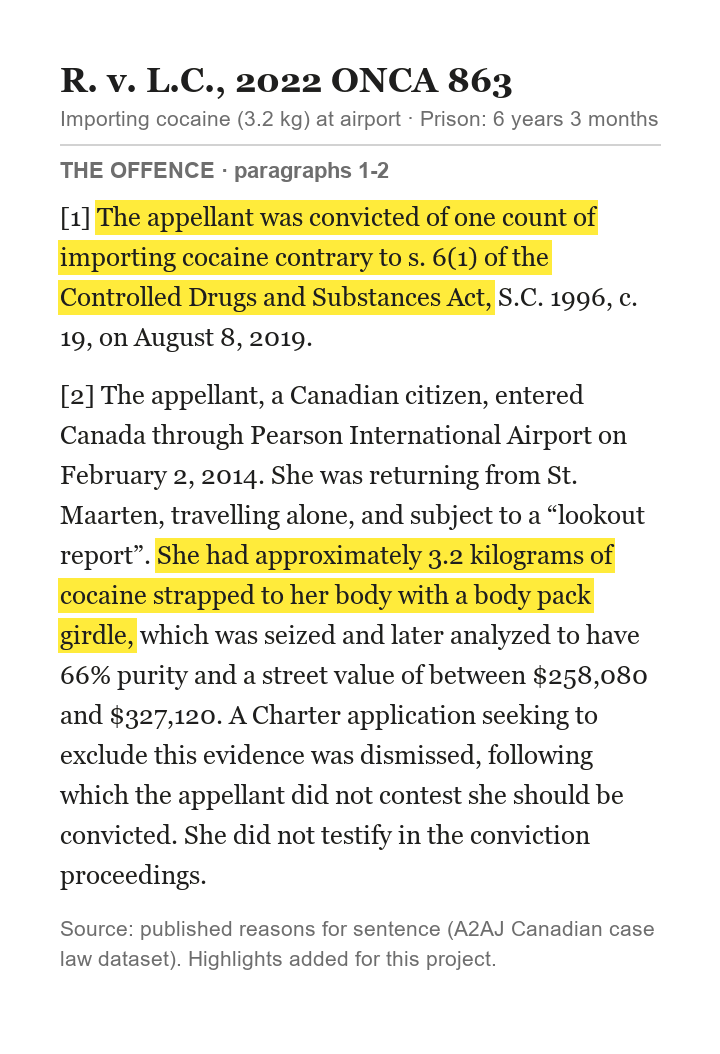 R. v. L.C., 2022 ONCA 863
Importing cocaine (3.2 kg) at airport · Prison: 6 years 3 months
THE OFFENCE · paragraphs 1-2
[1] The appellant was convicted of one count of
importing cocaine contrary to s. 6(1) of the
Controlled Drugs and Substances Act, S.C. 1996, c.
19, on August 8, 2019.
[2] The appellant, a Canadian citizen, entered
Canada through Pearson International Airport on
February 2, 2014. She was returning from St.
Maarten, travelling alone, and subject to a “lookout
report”. She had approximately 3.2 kilograms of
cocaine strapped to her body with a body pack
girdle, which was seized and later analyzed to have
66% purity and a street value of between $258,080
and $327,120. A Charter application seeking to
exclude this evidence was dismissed, following
which the appellant did not contest she should be
convicted. She did not testify in the conviction
proceedings.
Source: published reasons for sentence (A2AJ Canadian case
law dataset). Highlights added for this project.